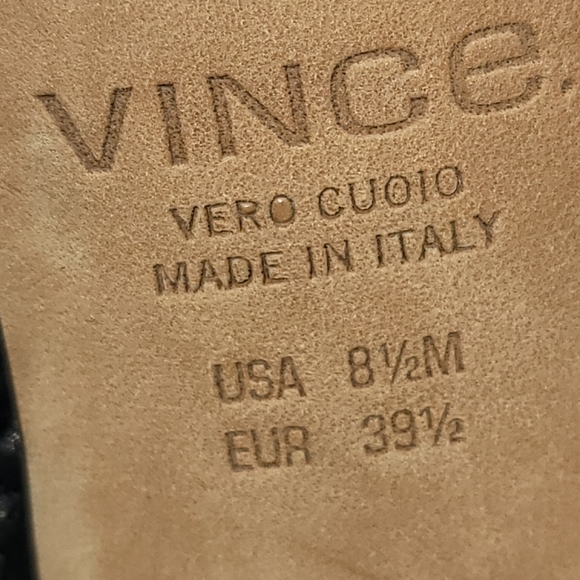 VINCE.
VERO CUOIO
MADE IN ITALY
USA 8½M
EUR 39½